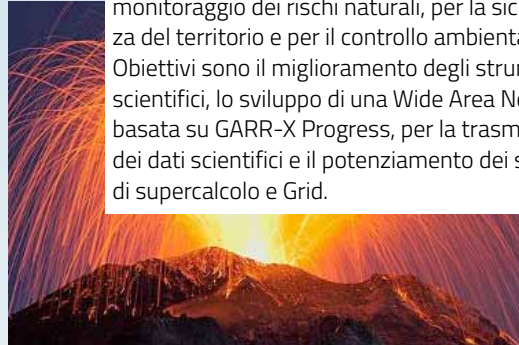 monitoraggio dei rischi naturali, per la sic
za del territorio e per il controllo ambienta
Obiettivi sono il miglioramento degli strum
scientifici, lo sviluppo di una Wide Area Ne
basata su GARR-X Progress, per la trasm
dei dati scientifici e il potenziamento dei s
di supercalcolo e Grid.